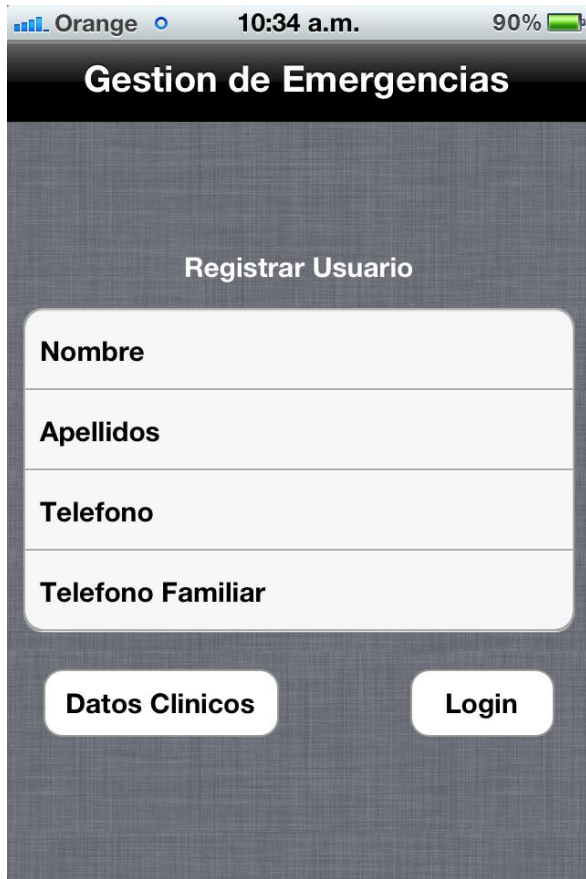 Orange 10:34 a.m. 90%
Gestion de Emergencias
Registrar Usuario
Nombre
Apellidos
Telefono
Telefono Familiar
Datos Clinicos Login